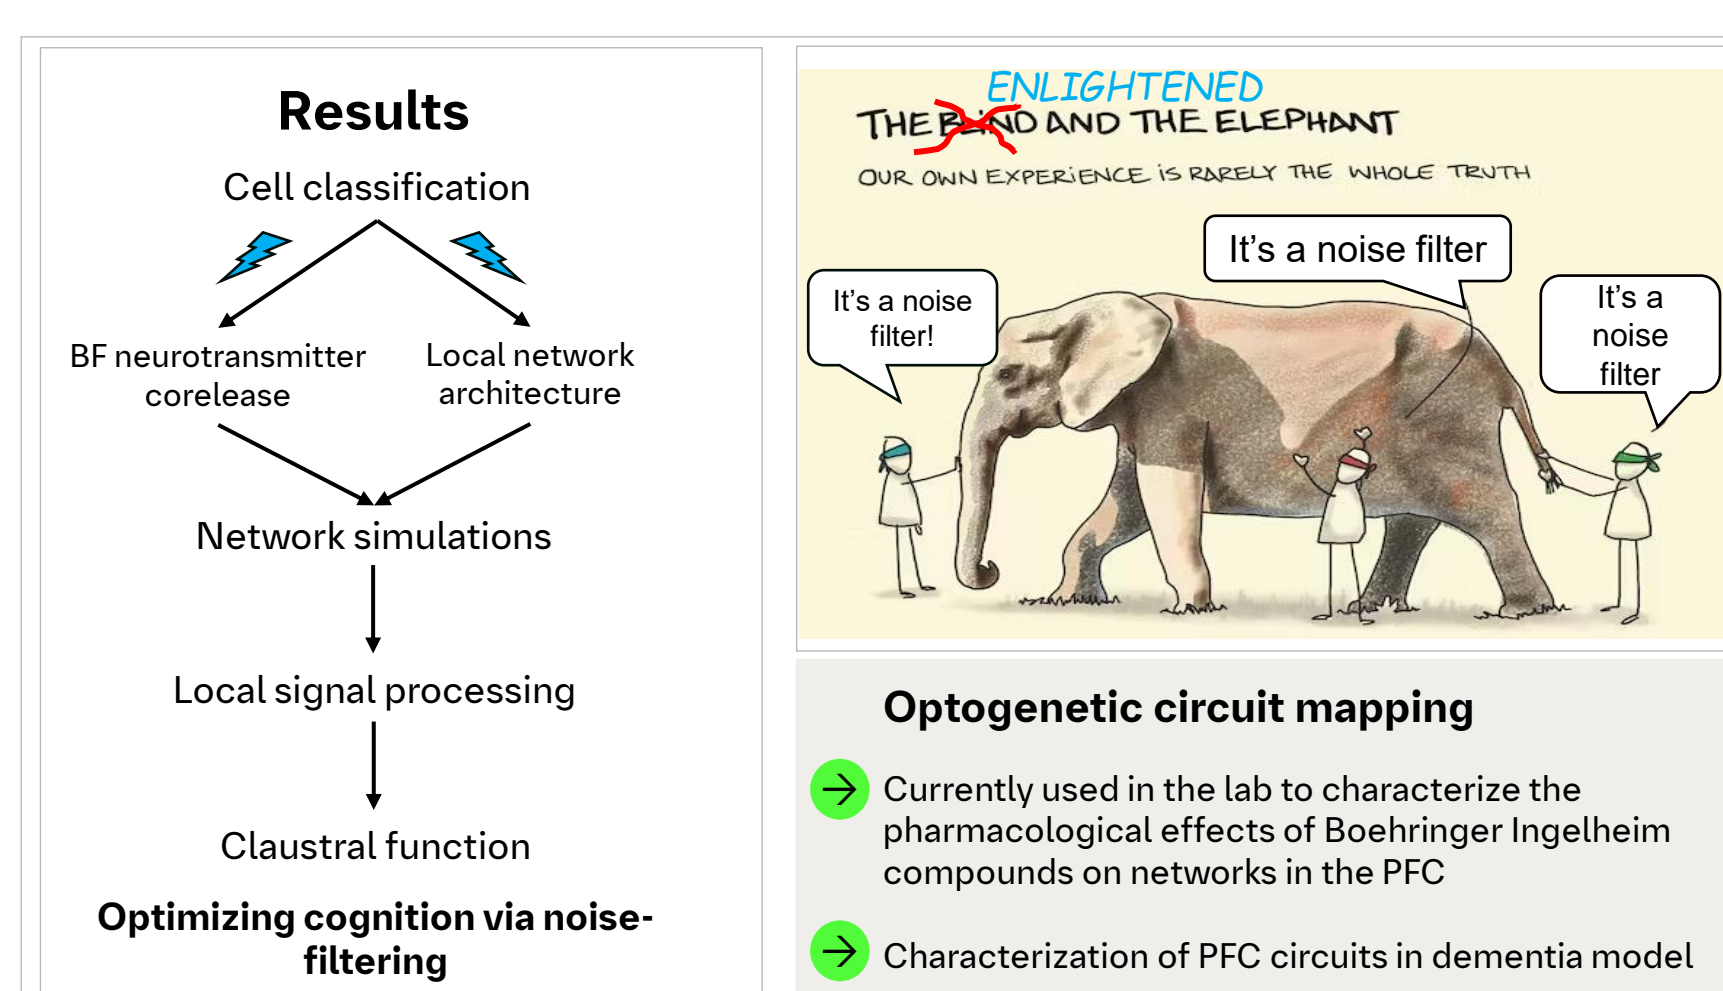 Results
Cell classification
BF neurotransmitter
corelease
Local network
architecture
Network simulations
Local signal processing
Claustral function
Optimizing cognition via noise-
filtering
ENLIGHTENED
THE BLIND AND THE ELEPHANT
OUR OWN EXPERIENCE IS RARELY THE WHOLE TRUTH
It's a noise
filter!
It's a noise filter
It's a
noise
filter
Optogenetic circuit mapping
Currently used in the lab to characterize the
pharmacological effects of Boehringer Ingelheim
compounds on networks in the PFC
Characterization of PFC circuits in dementia model